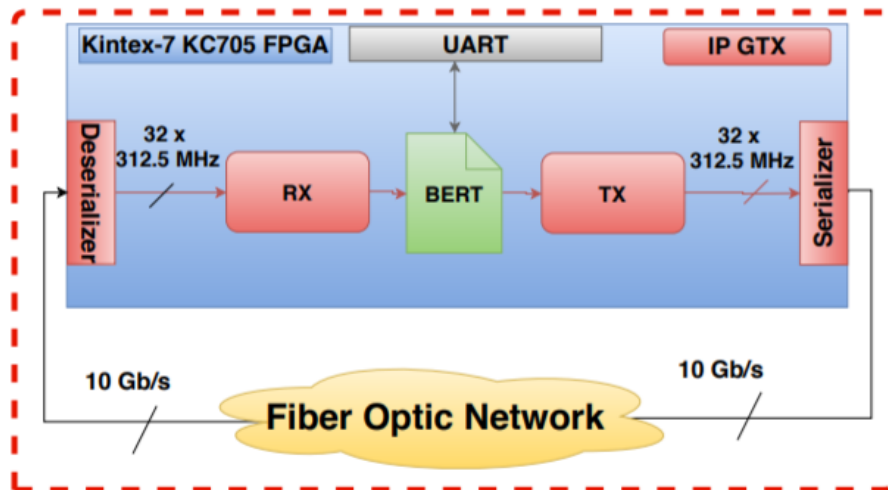 Kintex-7 KC705 FPGA
UART
IP GTX
Deserializer
32 x
312.5 MHz
RX
BERT
TX
32 x
312.5 MHz
Serializer
10 Gb/s
Fiber Optic Network
10 Gb/s